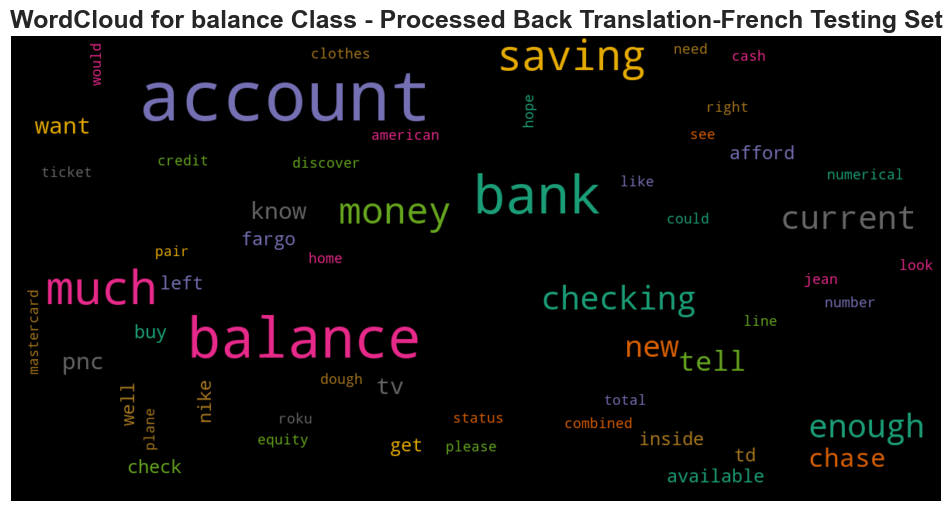 WordCloud for balance Class - Processed Back Translation-French Testing Set
would
clothes
saving
need
cash
account
hope
right
want
american
see
afford
ticket
credit
discover
bank
like
numerical
know
money
could
current
fargo
pair
home
look
much
left
checking
jean
number
mastercard
buy
balance
line
new
tell
pnc
dough
tv
well
nike
total
plane
roku
status
combined
enough
equity
get
please
inside
td
chase
check
available